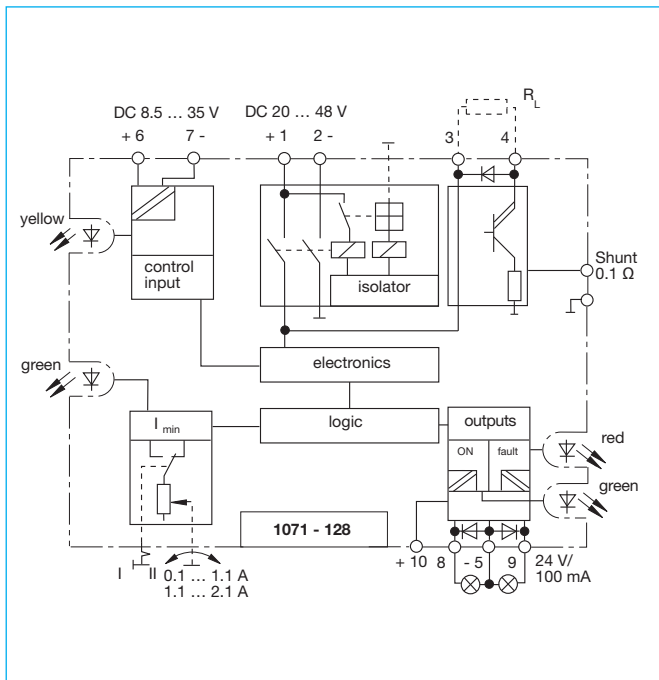 R L
DC 8.5 ... 35 V
DC 20 ... 48 V
+ 6
7 -
+ 1
2 -
3
4
yellow
control
input
isolator
Shunt
0.1 Ω
green
electronics
I min
logic
outputs
ON
fault
red
green
1071 - 128
+ 10
8
- 5
9
24 V/
100 mA
I
II
0.1 ... 1.1 A
1.1 ... 2.1 A